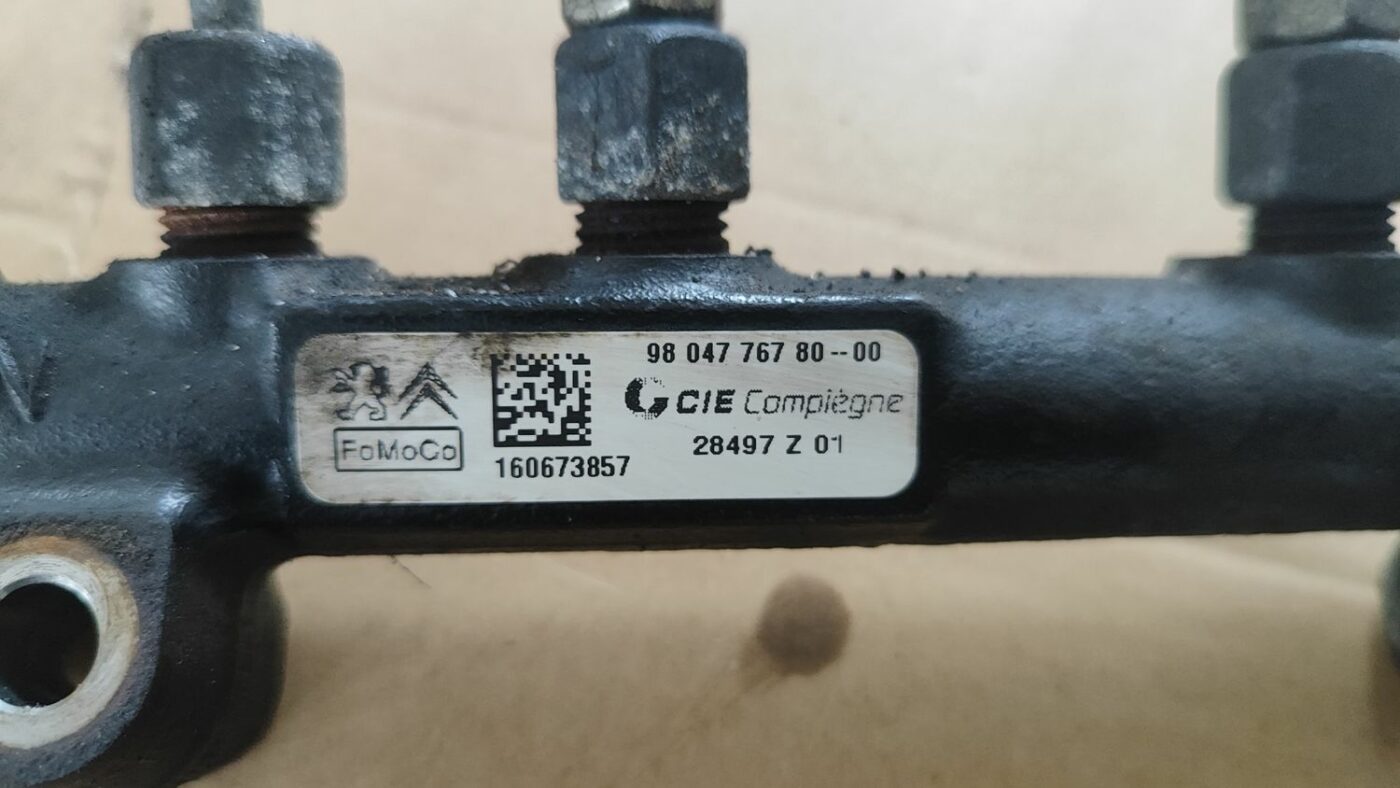 98 047 767 80--00
CIE Compiègne
28497 Z 01
FoMoCo
160673857